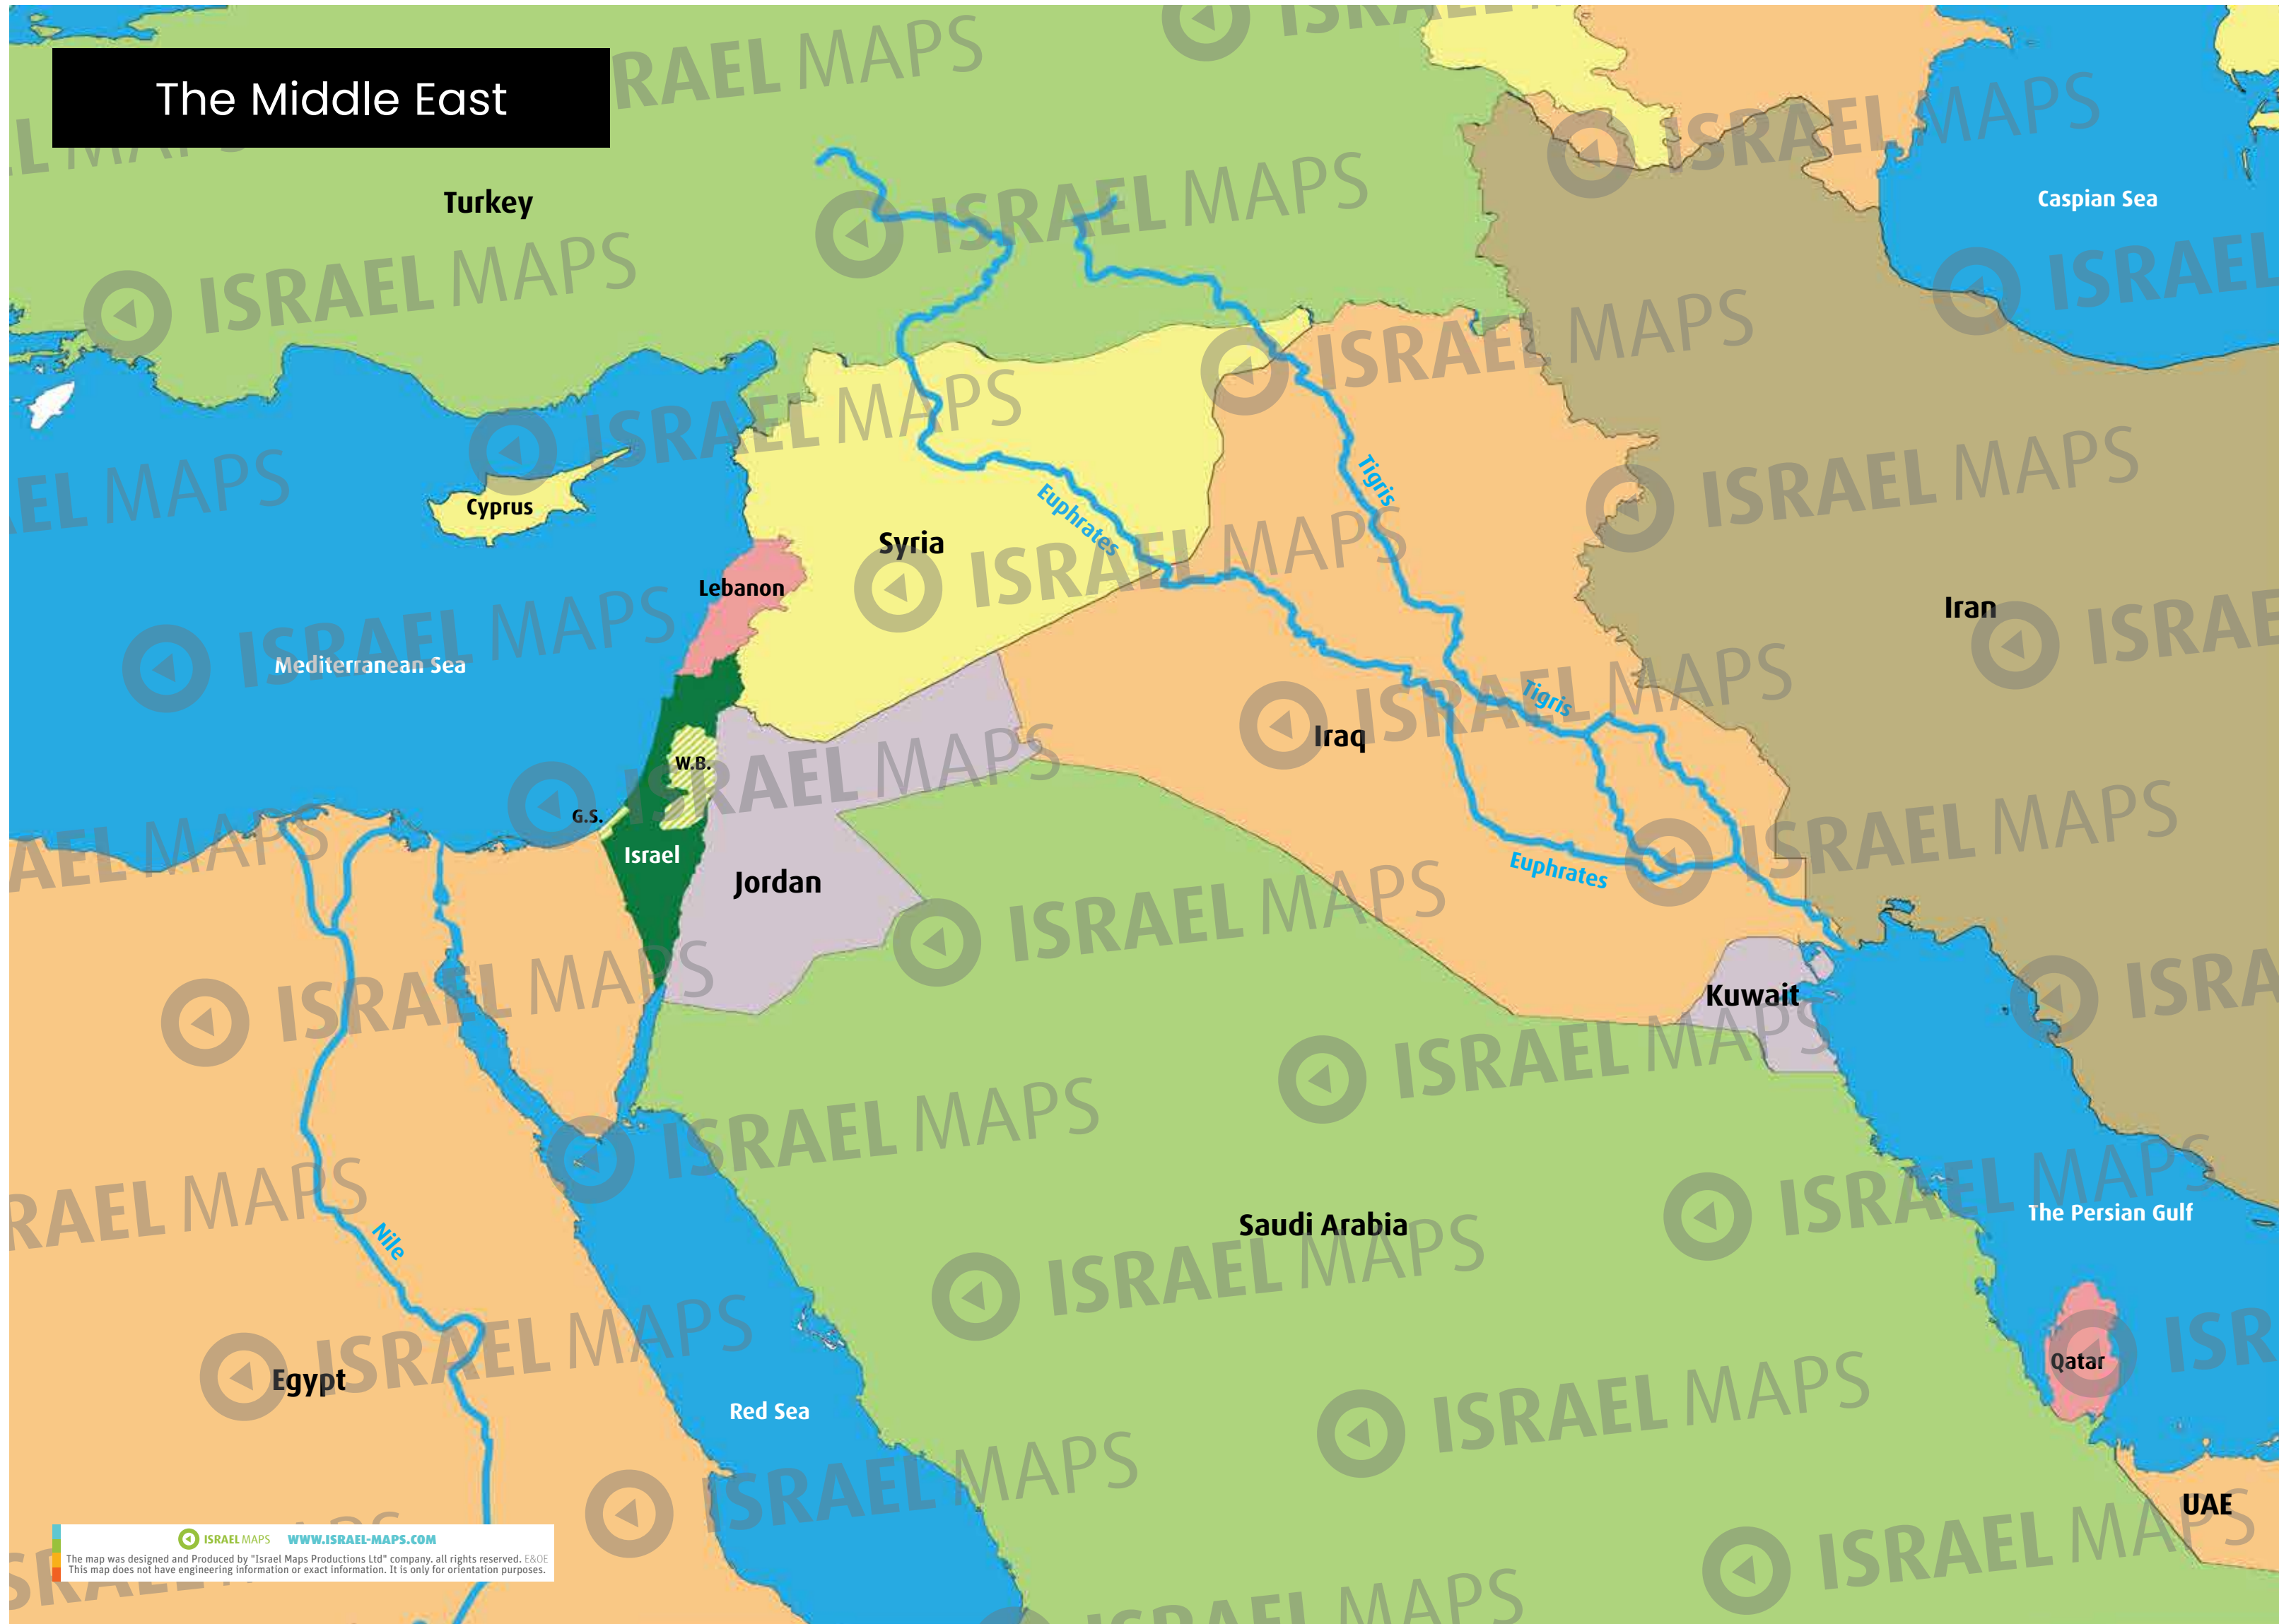 The Middle East
Turkey
Caspian Sea
Cyprus
Syria
Euphrates
Tigris
Lebanon
Iran
Mediterranean Sea
Tigris
Iraq
W.B.
G.S.
Israel
Jordan
Euphrates
Kuwait
Saudi Arabia
The Persian Gulf
Nile
Qatar
Egypt
Red Sea
UAE
ISRAEL MAPS
ISRAEL MAPS WWW.ISRAEL-MAPS.COM
The map was designed and Produced by "Israel Maps Productions Ltd" company. all rights reserved. E&OE
This map does not have engineering information or exact information. It is only for orientation purposes.